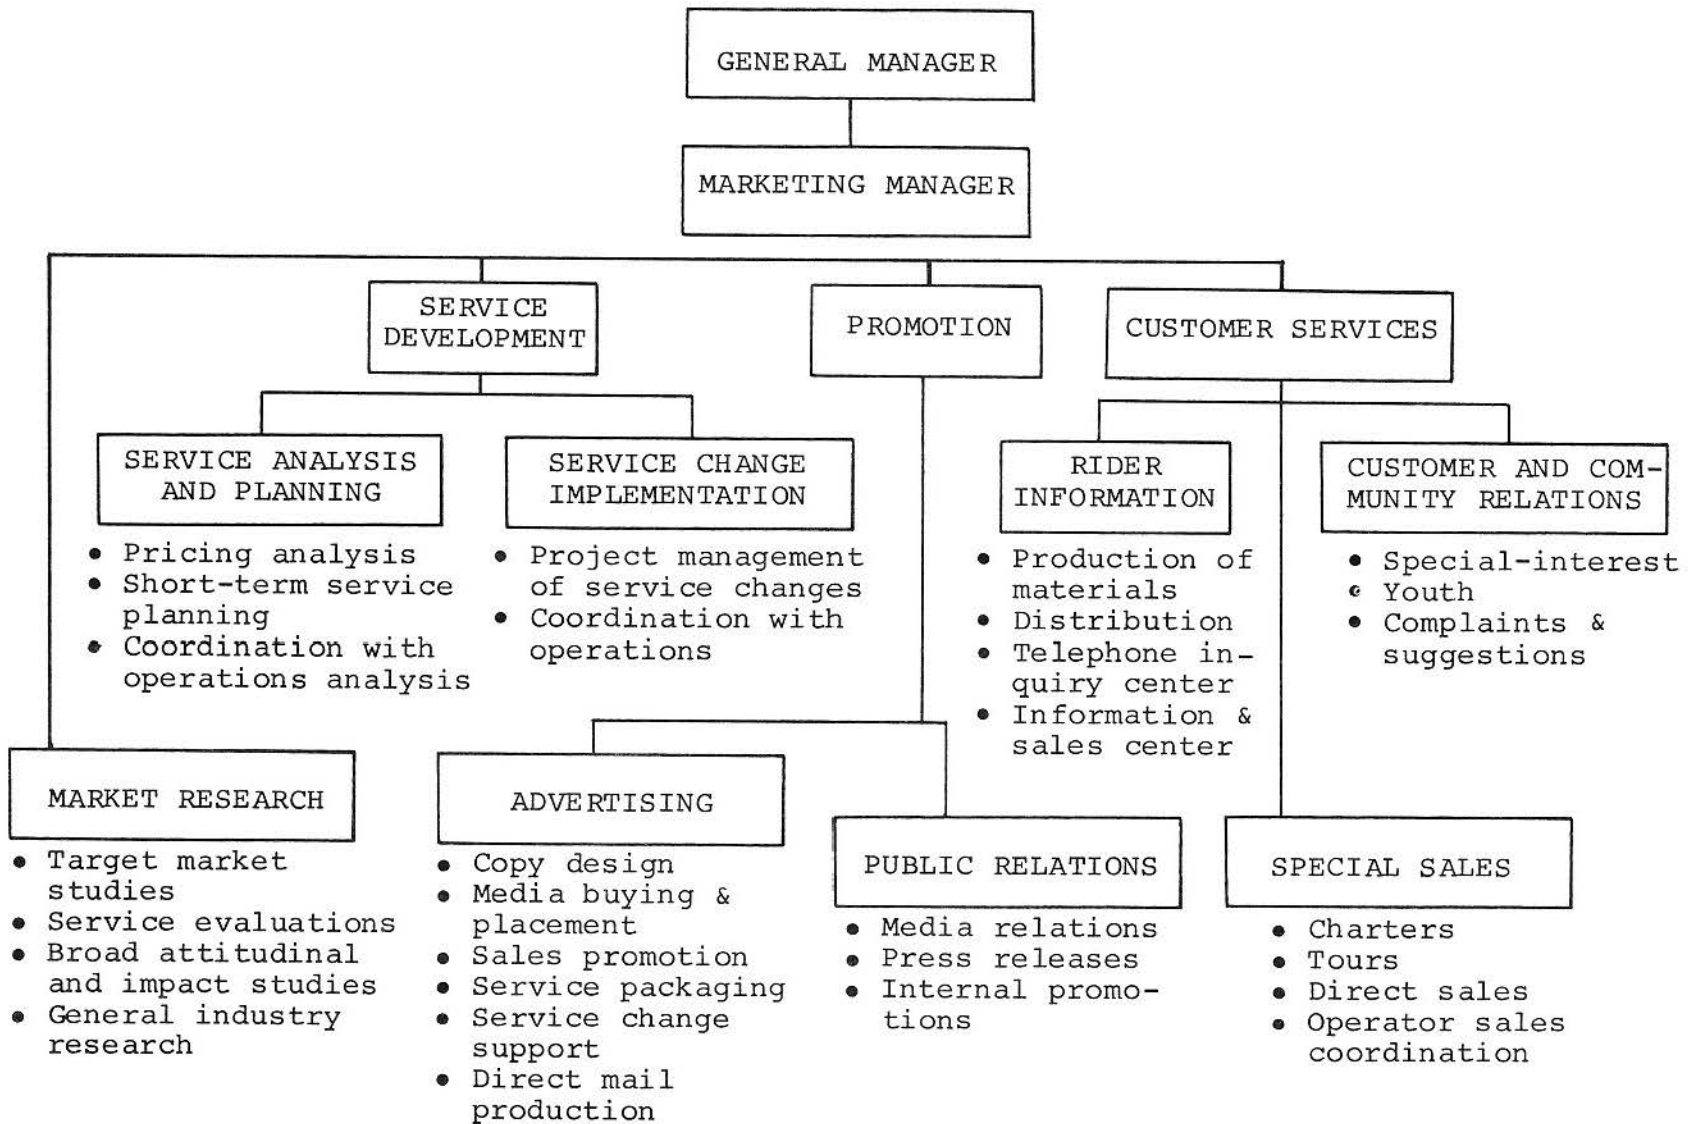 GENERAL MANAGER
MARKETING MANAGER
SERVICE
DEVELOPMENT
PROMOTION
CUSTOMER SERVICES
SERVICE ANALYSIS
AND PLANNING
• Pricing analysis
• Short-term service
planning
• Coordination with
operations analysis
SERVICE CHANGE
IMPLEMENTATION
• Project management
of service changes
• Coordination with
operations
RIDER
INFORMATION
• Production of
materials
• Distribution
• Telephone in-
quiry center
• Information &
sales center
CUSTOMER AND COM-
MUNITY RELATIONS
• Special-interest
• Youth
• Complaints &
suggestions
MARKET RESEARCH
• Target market
studies
• Service evaluations
• Broad attitudinal
and impact studies
• General industry
research
ADVERTISING
• Copy design
• Media buying &
placement
• Sales promotion
• Service packaging
• Service change
support
• Direct mail
production
PUBLIC RELATIONS
• Media relations
• Press releases
• Internal promo-
tions
SPECIAL SALES
• Charters
• Tours
• Direct sales
• Operator sales
coordination